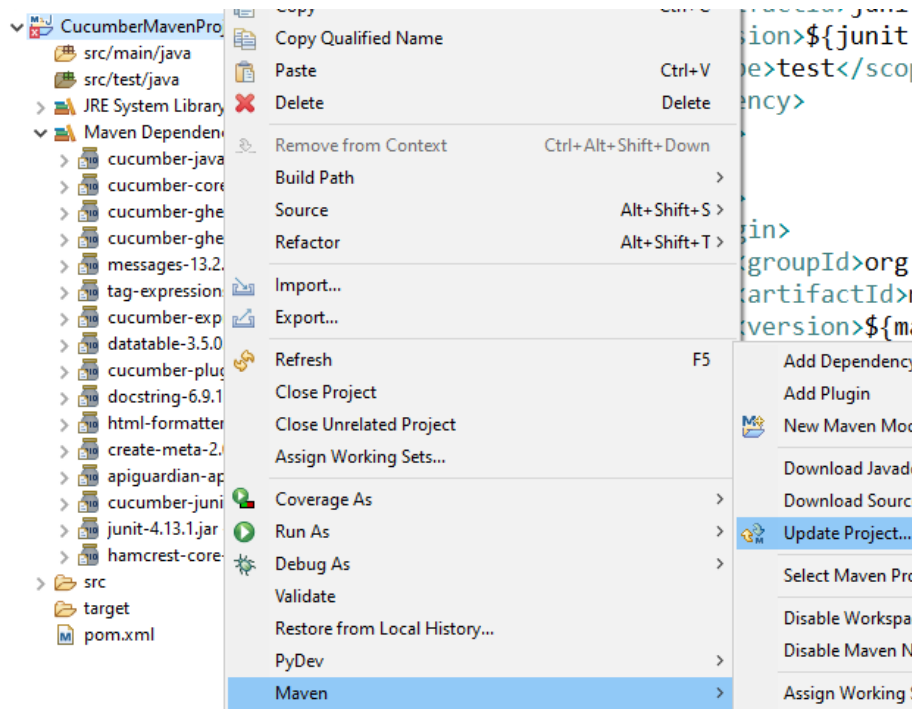 CucumberMavenProj
src/main/java
src/test/java
JRE System Library
Maven Dependenc
cucumber-java
cucumber-core
cucumber-ghe
cucumber-ghe
messages-13.2.
tag-expression
cucumber-exp
datatable-3.5.0
cucumber-plug
docstring-6.9.1
html-formatter
create-meta-2.
apiguardian-ap
cucumber-juni
junit-4.13.1.jar
hamcrest-core-
src
target
pom.xml
Copy Qualified Name
Paste Ctrl+V
Delete Delete
Remove from Context Ctrl+Alt+Shift+Down
Build Path
Source Alt+Shift+S
Refactor Alt+Shift+T
Import...
Export...
Refresh F5
Close Project
Close Unrelated Project
Assign Working Sets...
Coverage As
Run As
Debug As
Validate
Restore from Local History...
PyDev
Maven
ion>${junit
e>test</scop
ency>
gin>
<groupId>org
<artifactId>
<version>${ma
Add Dependency
Add Plugin
New Maven Mod
Download Javad
Download Sourc
Update Project...
Select Maven Pro
Disable Workspa
Disable Maven N
Assign Working